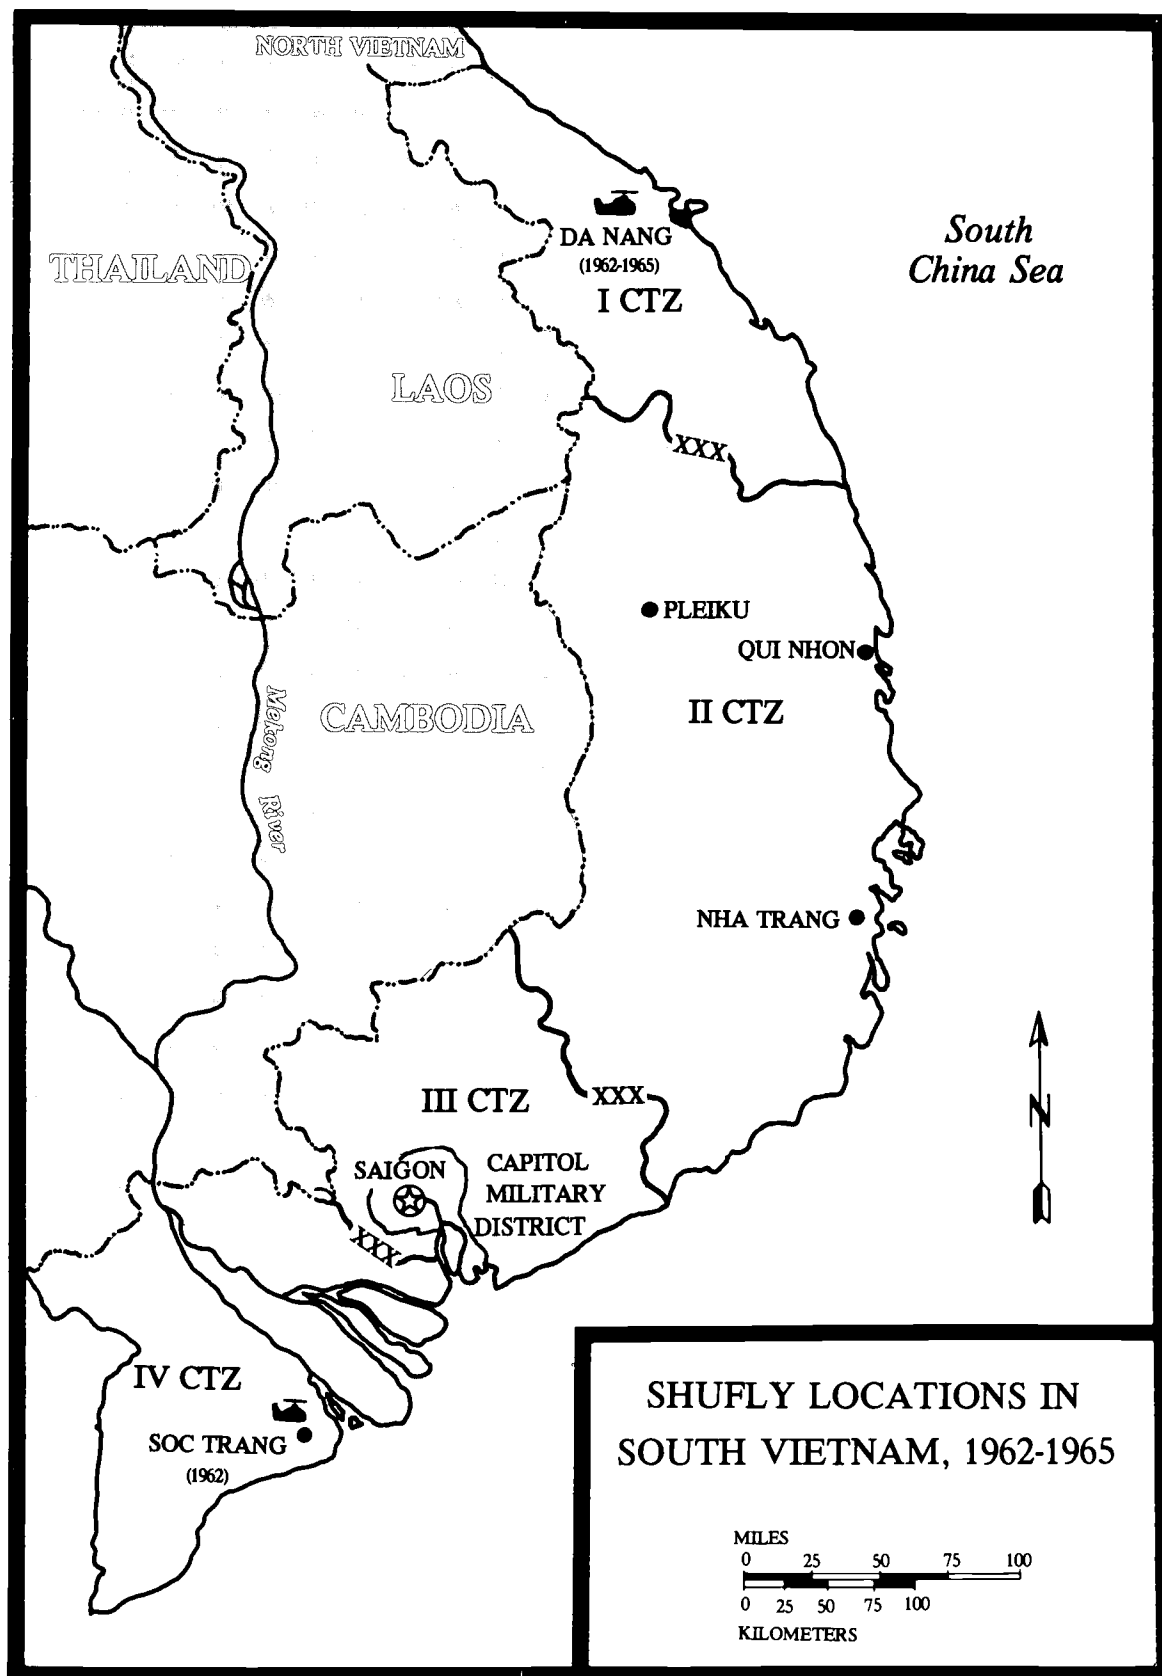 NORTH VIETNAM
South
China Sea
THAILAND
DA NANG
(1962-1965)
I CTZ
LAOS
XXX
PLEIKU
QUI NHON
II CTZ
CAMBODIA
Mekong River
NHA TRANG
III CTZ
XXX
N
SAIGON
CAPITOL
MILITARY
DISTRICT
XXX
IV CTZ
SOC TRANG
(1962)
SHUFLY LOCATIONS IN
SOUTH VIETNAM, 1962-1965
MILES
0 25 50 75 100
0 25 50 75 100
KILOMETERS